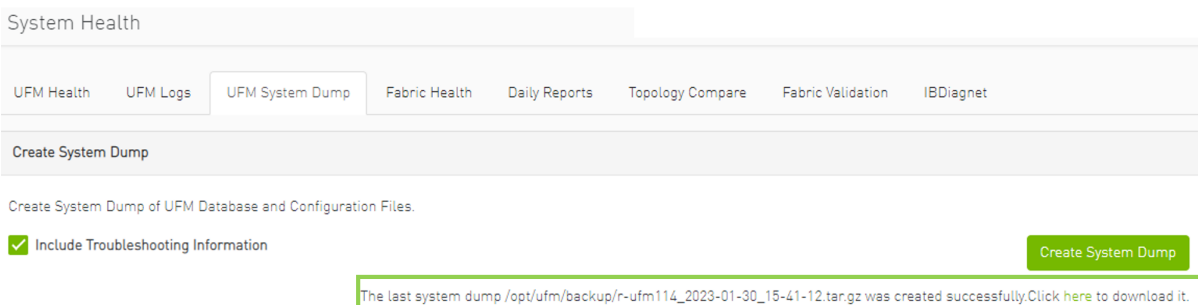 System Health
UFM Health UFM Logs UFM System Dump Fabric Health Daily Reports Topology Compare Fabric Validation IBDiagnet
Create System Dump
Create System Dump of UFM Database and Configuration Files.
Include Troubleshooting Information
Create System Dump
The last system dump /opt/ufm/backup/r-ufm114_2023-01-30_15-41-12.tar.gz was created successfully.Click here to download it.